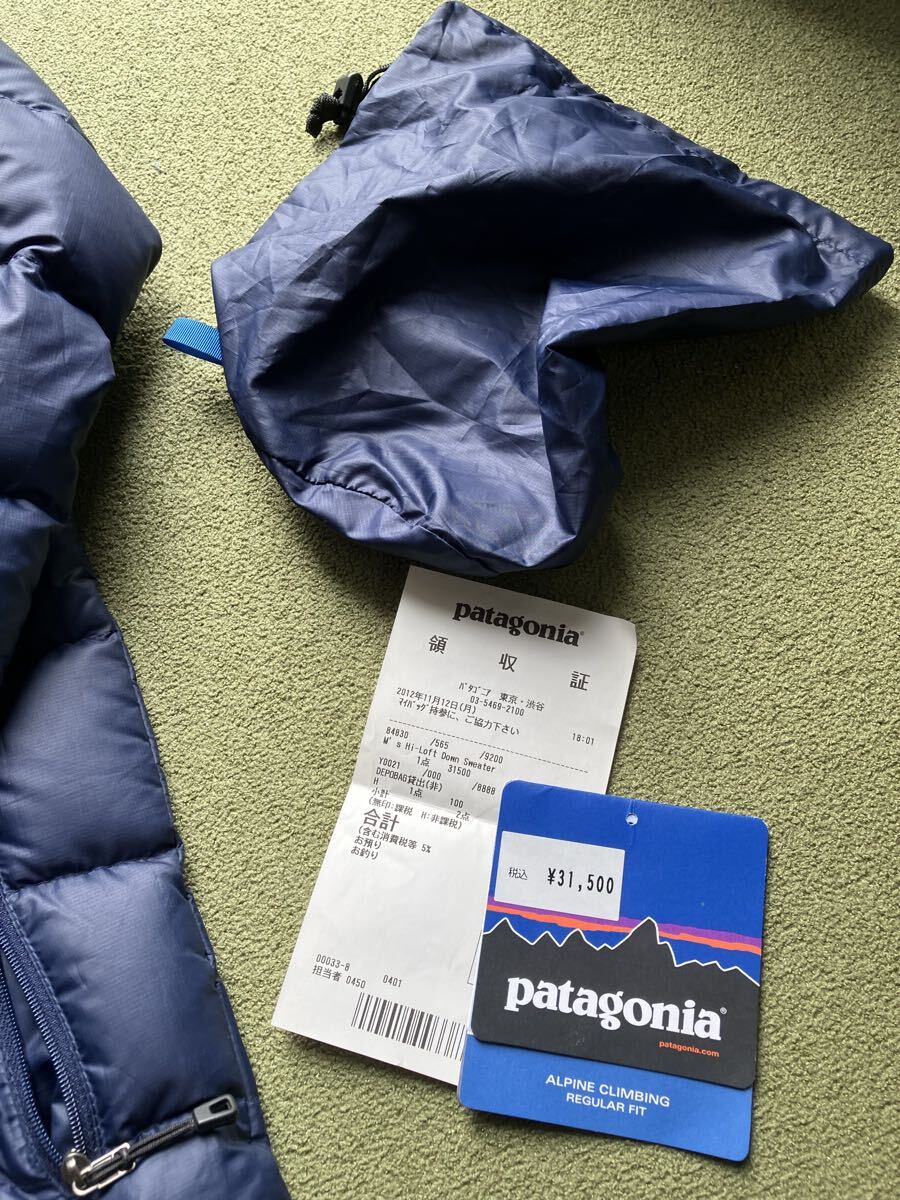 patagonia®
領 収 証
パタゴニア 東京・渋谷
03-5469-2100
2012年11月12日(月) 18:01
マイバッグ持参に、ご協力下さい
84830 /565 /9200
M's Hi-Loft Down Sweater
1点 31500
Y0021 /000 /8888
DEPOBAG貸出(非)
H 1点 100
小計 2点
(無印:課税 H:非課税)
合計
(含む消費税等 5%
お預り
お釣り
00033-8 0401
担当者 0450
税込 ¥31,500
patagonia®
patagonia.com
ALPINE CLIMBING
REGULAR FIT